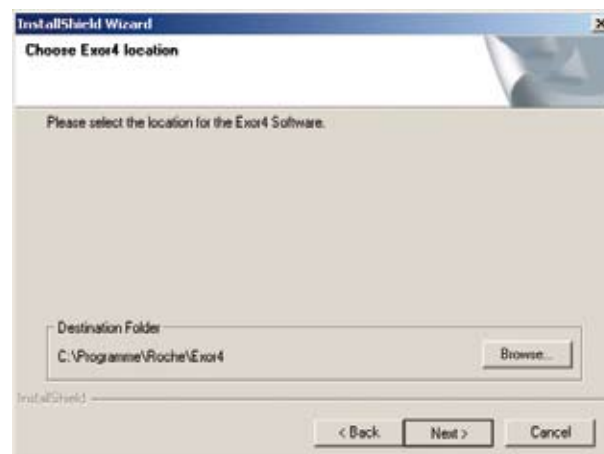 InstallShield Wizard
Choose Exor4 location
Please select the location for the Exor4 Software.
Destination Folder
C:\Programme\Roche\Exor4
Browse...
InstallShield
< Back
Next >
Cancel